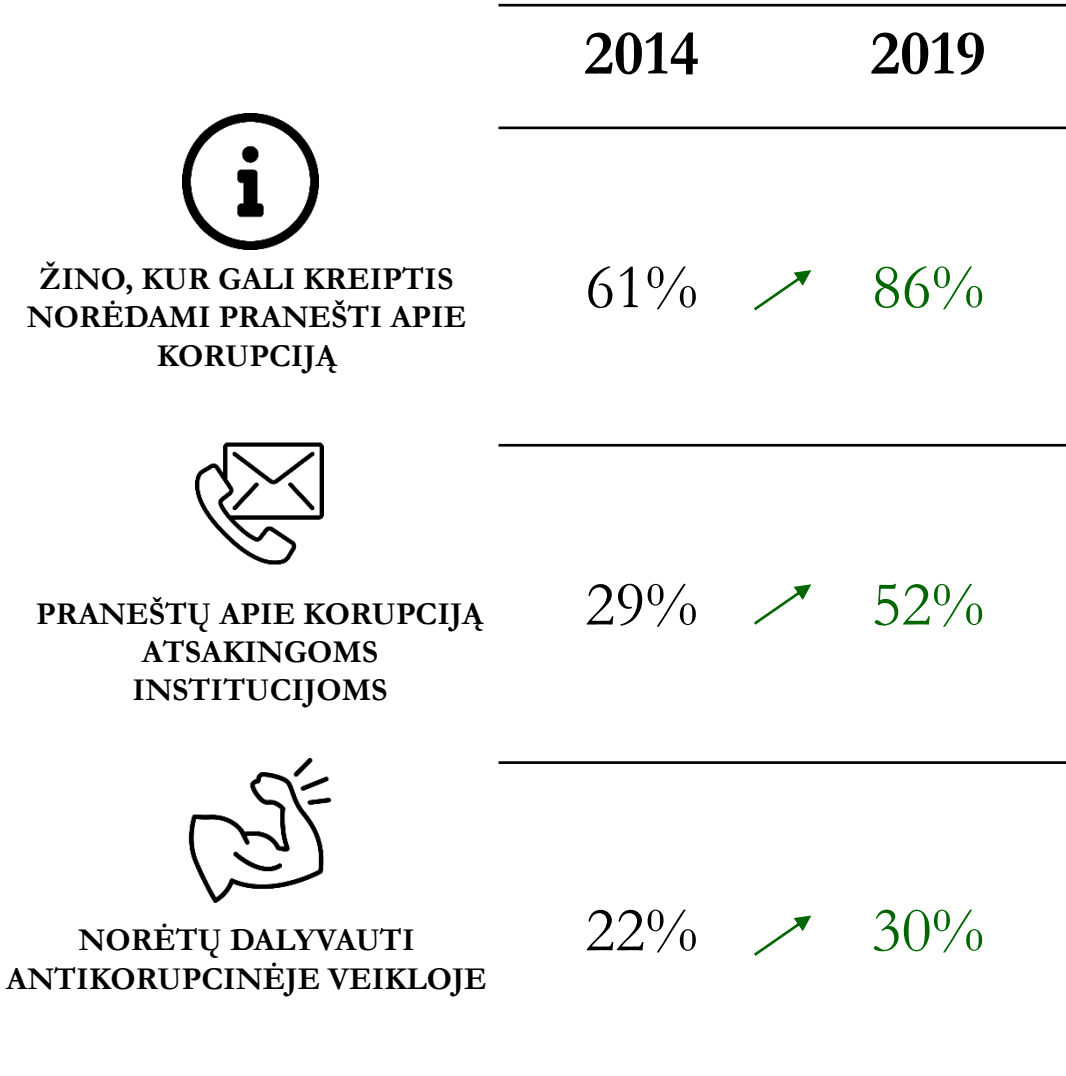 2014 2019
ŽINO, KUR GALI KREIPTIS
NORĖDAMI PRANEŠTI APIE
KORUPCIJĄ
61% 86%
PRANEŠTŲ APIE KORUPCIJĄ
ATSAKINGOMS
INSTITUCIJOMS
29% 52%
NORĖTŲ DALYVAUTI
ANTIKORUPCINĖJE VEIKLOJE
22% 30%